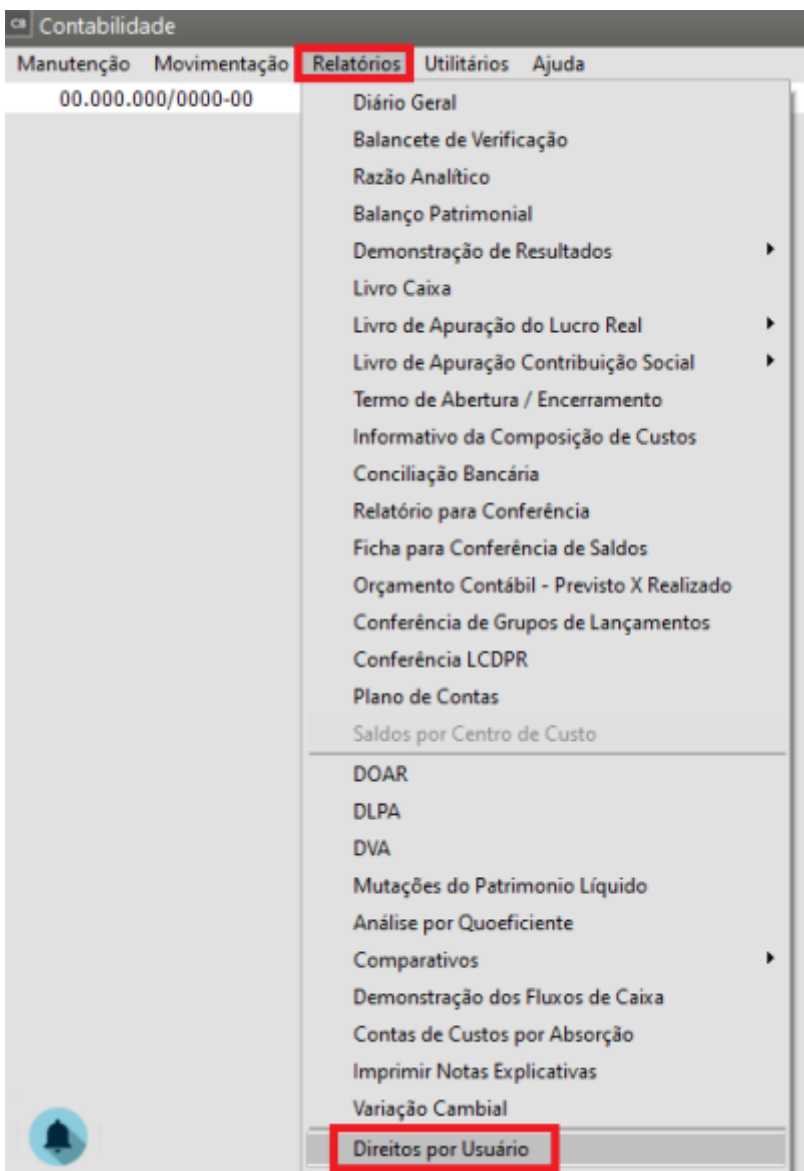 CB Contabilidade
Manutenção Movimentação Relatórios Utilitários Ajuda
00.000.000/0000-00
Diário Geral
Balancete de Verificação
Razão Analítico
Balanço Patrimonial
Demonstração de Resultados
Livro Caixa
Livro de Apuração do Lucro Real
Livro de Apuração Contribuição Social
Termo de Abertura / Encerramento
Informativo da Composição de Custos
Conciliação Bancária
Relatório para Conferência
Ficha para Conferência de Saldos
Orçamento Contábil - Previsto X Realizado
Conferência de Grupos de Lançamentos
Conferência LCDPR
Plano de Contas
Saldos por Centro de Custo
DOAR
DLPA
DVA
Mutações do Patrimonio Líquido
Análise por Quoeficiente
Comparativos
Demonstração dos Fluxos de Caixa
Contas de Custos por Absorção
Imprimir Notas Explicativas
Variação Cambial
Direitos por Usuário